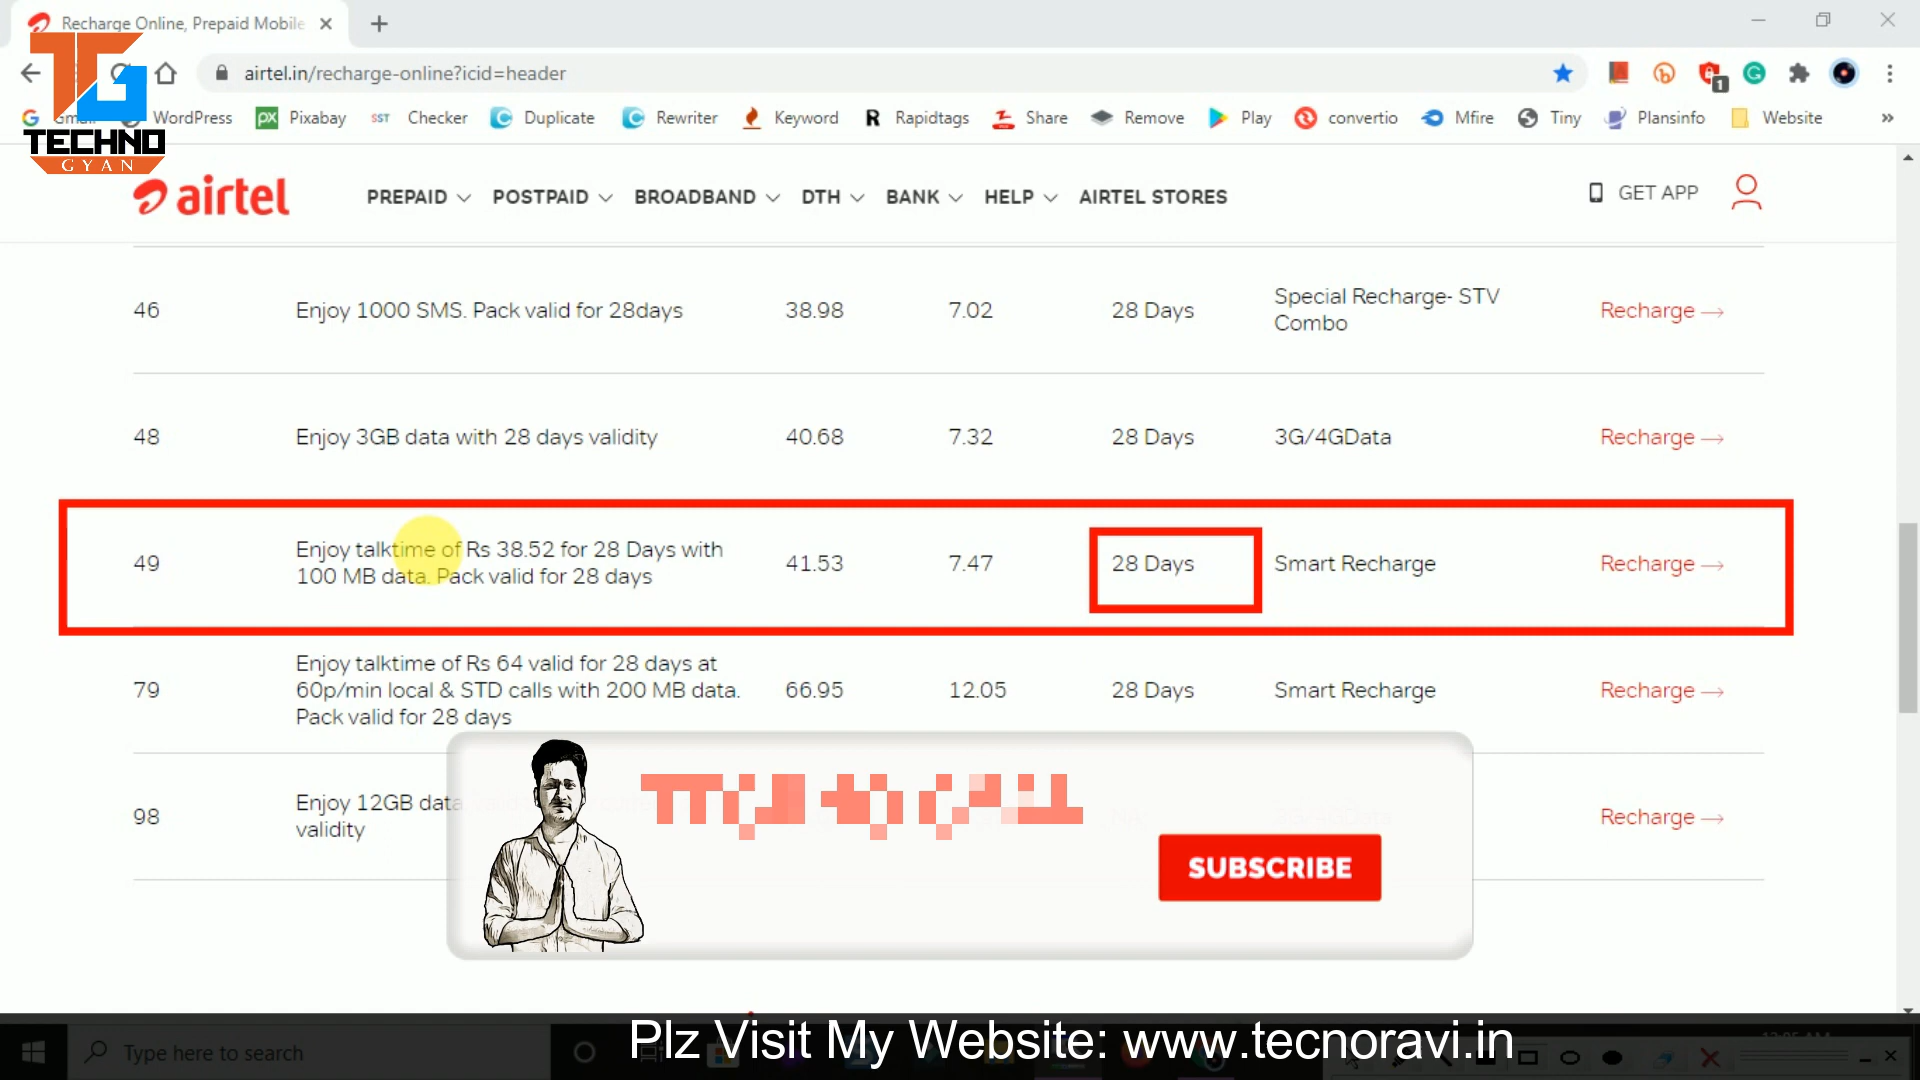 Recharge Online, Prepaid Mobile
TG
TECHNO
GYAN
airtel.in/recharge-online?icid=header
1
WordPress
px
Pixabay
SST
Checker
Duplicate
Rewriter
Keyword
R
Rapidtags
Share
Remove
Play
convertio
Mfire
Tiny
Plansinfo
Website
»
airtel
PREPAID
POSTPAID
BROADBAND
DTH
BANK
HELP
AIRTEL STORES
GET APP
46
Enjoy 1000 SMS. Pack valid for 28days
38.98
7.02
28 Days
Special Recharge- STV
Combo
Recharge →
48
Enjoy 3GB data with 28 days validity
40.68
7.32
28 Days
3G/4GData
Recharge →
49
Enjoy talktime of Rs 38.52 for 28 Days with
100 MB data. Pack valid for 28 days
41.53
7.47
28 Days
Smart Recharge
Recharge →
79
Enjoy talktime of Rs 64 valid for 28 days at
60p/min local & STD calls with 200 MB data.
Pack valid for 28 days
66.95
12.05
28 Days
Smart Recharge
Recharge →
98
Enjoy 12GB data
validity
Recharge →
SUBSCRIBE
Type here to search
Plz Visit My Website: www.tecnoravi.in